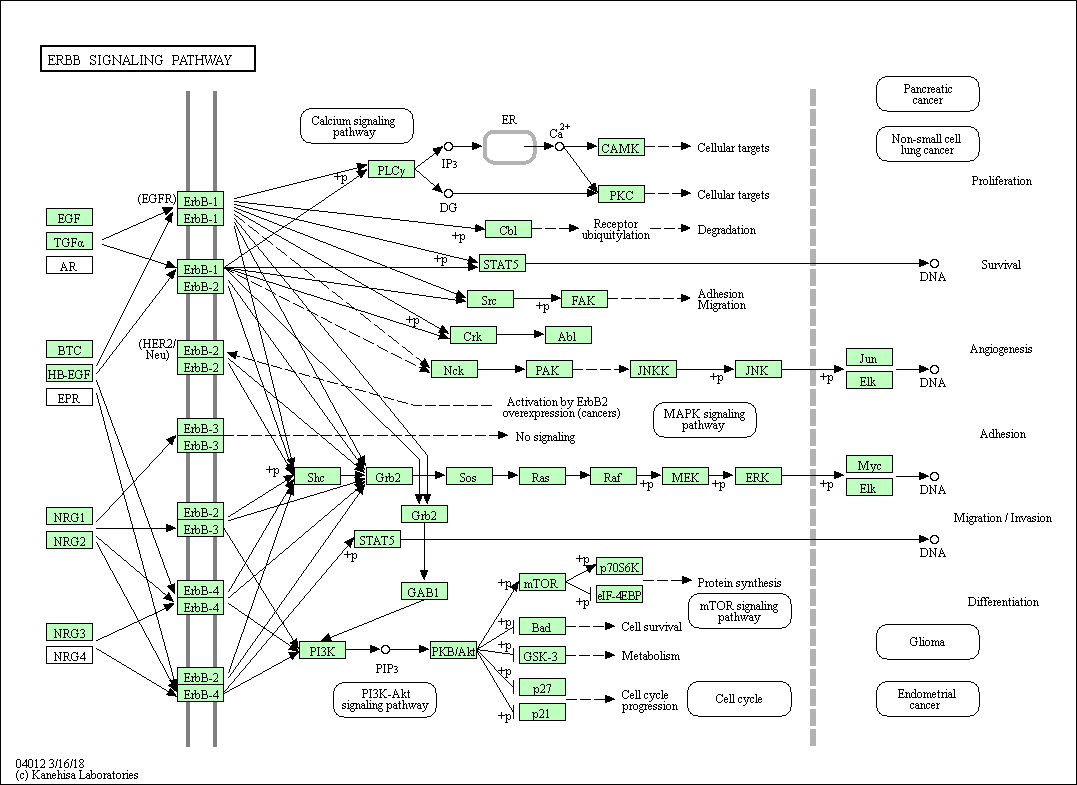 ERBB SIGNALING PATHWAY
Calcium signaling
pathway
ER
Ca2+
IP3
DG
PLCγ
+p
CAMK
PKC
Cellular targets
Cellular targets
Pancreatic
cancer
Non-small cell
lung cancer
Proliferation
(EGFR)
ErbB-1
ErbB-1
EGF
TGFα
AR
Cbl
+p
Receptor
ubiquitylation
Degradation
ErbB-1
ErbB-2
+p
STAT5
DNA
Survival
Src
+p
FAK
Adhesion
Migration
+p
Crk
Abl
(HER2/
Neu)
ErbB-2
ErbB-2
BTC
HB-EGF
EPR
Nck
PAK
JNKK
+p
JNK
+p
Jun
Elk
DNA
Angiogenesis
Activation by ErbB2
overexpression (cancers)
MAPK signaling
pathway
ErbB-3
ErbB-3
No signaling
Adhesion
+p
Shc
Grb2
Sos
Ras
Raf
+p
MEK
+p
ERK
+p
Myc
Elk
DNA
NRG1
NRG2
ErbB-2
ErbB-3
Grb2
Migration / Invasion
STAT5
+p
DNA
ErbB-4
ErbB-4
GAB1
+p
mTOR
+p
p70S6K
+p
eIF-4EBP
Protein synthesis
mTOR signaling
pathway
Differentiation
NRG3
NRG4
+p
Bad
Cell survival
Glioma
PI3K
PIP3
PKB/Akt
+p
GSK-3
Metabolism
ErbB-2
ErbB-4
PI3K-Akt
signaling pathway
+p
p27
+p
p21
Cell cycle
progression
Cell cycle
Endometrial
cancer
04012 3/16/18
(c) Kanehisa Laboratories